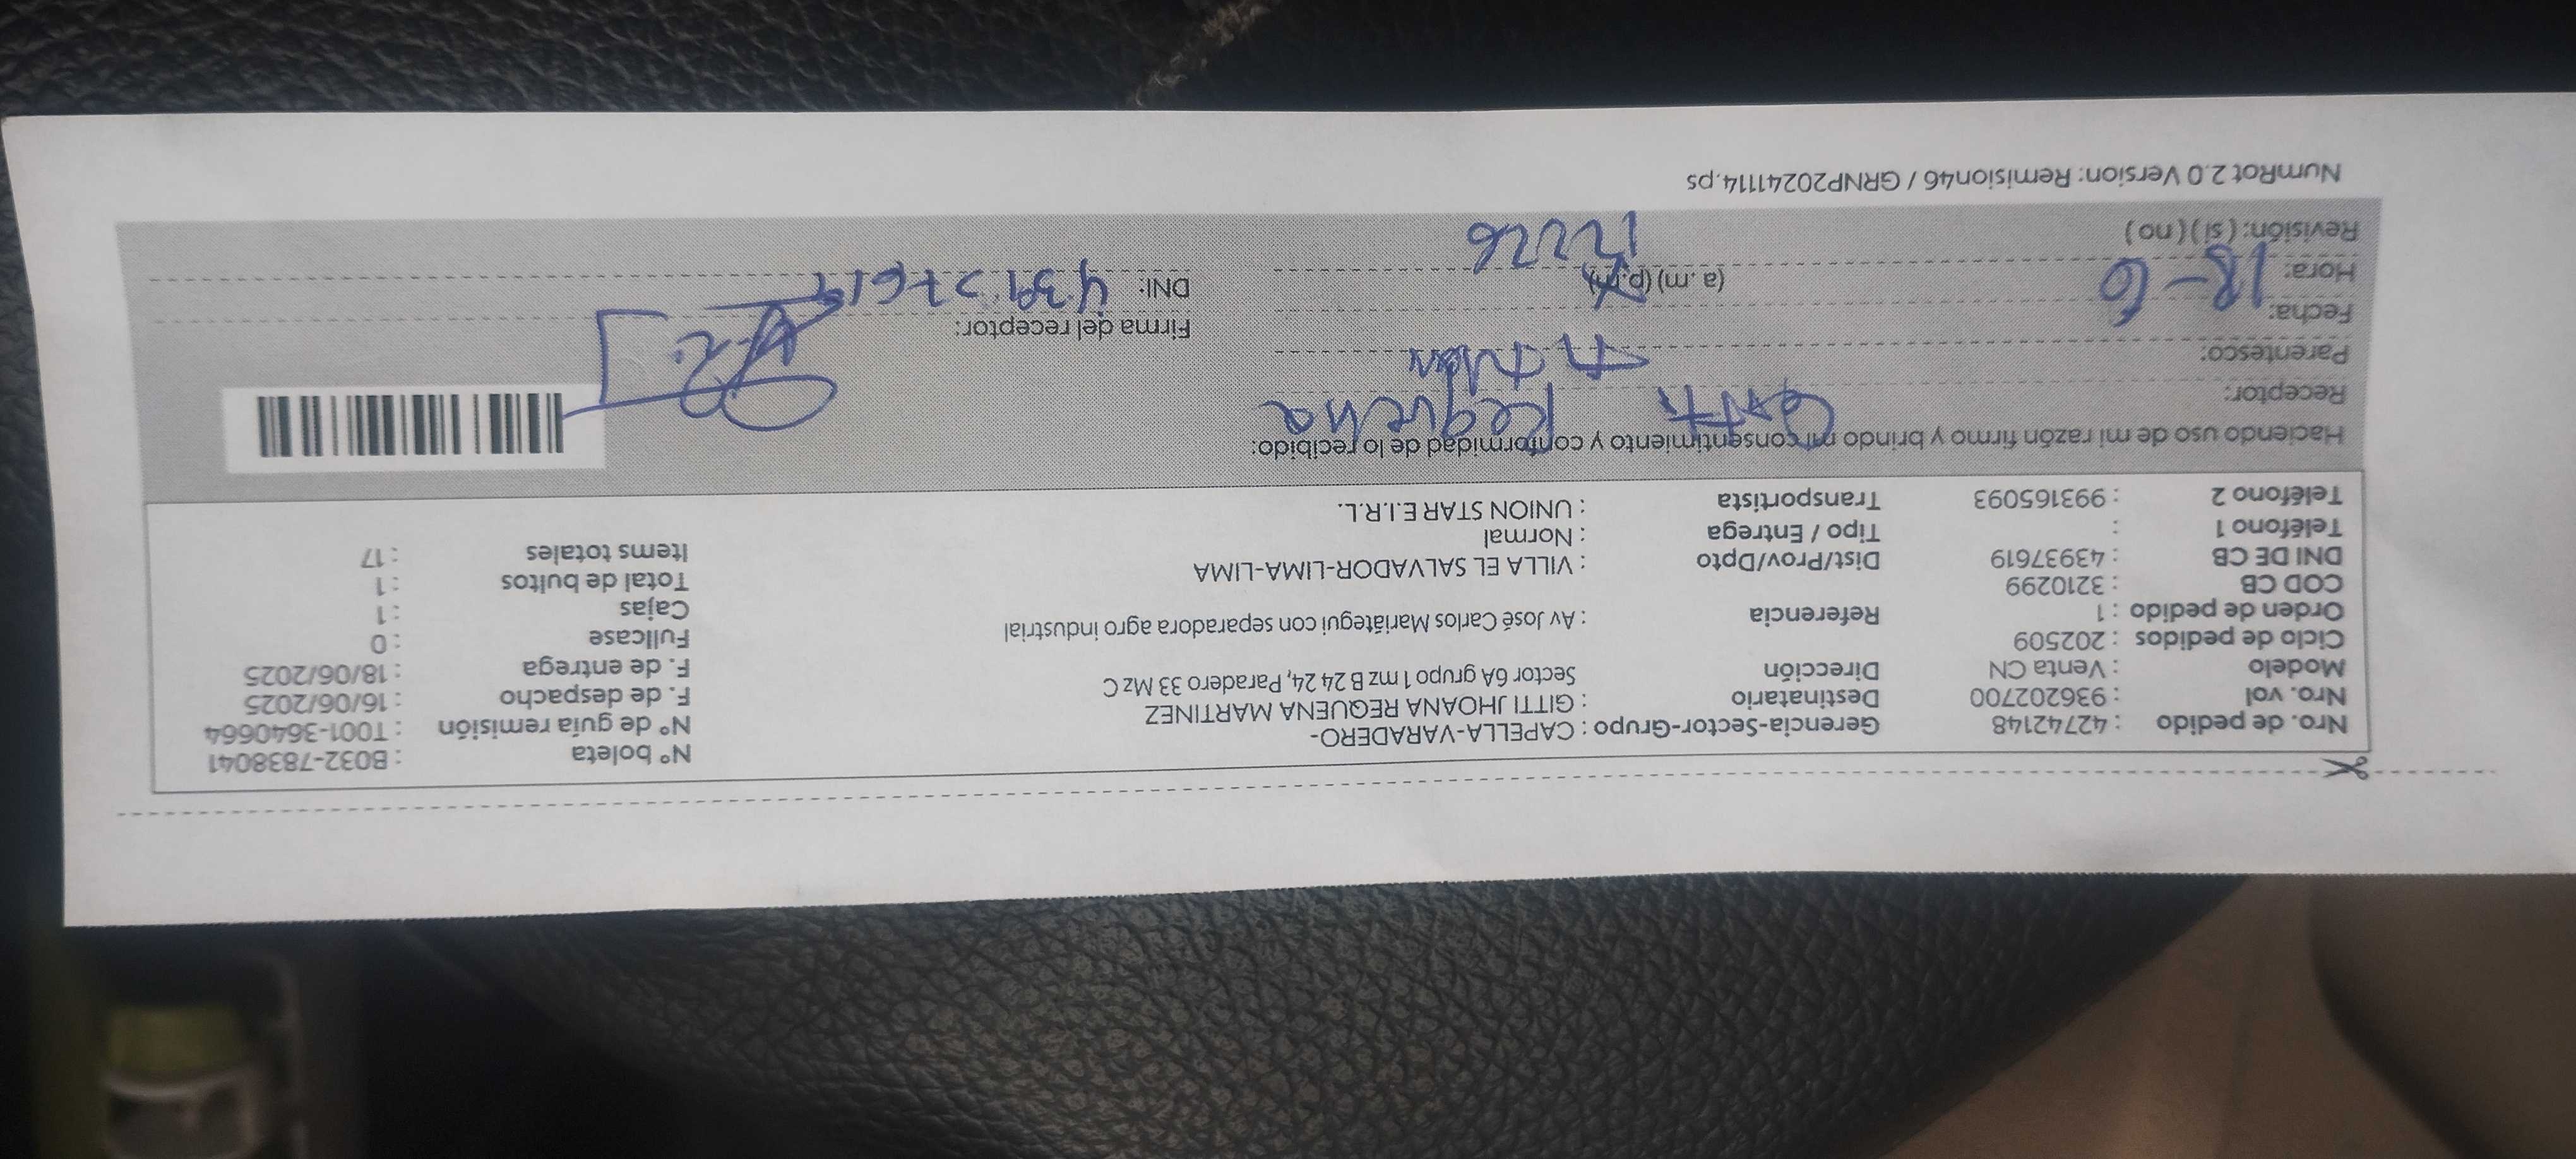 Nro. de pedido : 42742148 Gerencia-Sector-Grupo : CAPELLA-VARADERO- Nº boleta : B032-7838041
Nro. vol : 936202700 Destinatario : GITTI JHOANA REQUENA MARTINEZ Nº de guía remisión : T001-3640664
Modelo : Venta CN Dirección Sector 6A grupo 1 mz B 24 24, Paradero 33 Mz C F. de despacho : 16/06/2025
Ciclo de pedidos : 202509 F. de entrega : 18/06/2025
Orden de pedido : 1 Referencia : Av José Carlos Mariátegui con separadora agro industrial Fullcase : 0
COD CB : 3210299 Cajas : 1
DNI DE CB : 43937619 Dist/Prov/Dpto : VILLA EL SALVADOR-LIMA-LIMA Total de bultos : 1
Teléfono 1 : Tipo / Entrega : Normal Items totales : 17
Teléfono 2 : 993165093 Transportista : UNION STAR E.I.R.L.
Haciendo uso de mi razón firmo y brindo mi consentimiento y conformidad de lo recibido:
Receptor: Requena
Parentesco:
Fecha: 18-6 Firma del receptor:
Hora: (a.m) (p.m) DNI:
Revisión: (si) (no)
NumRot 2.0 Version: Remision46 / GRNP20241114.ps